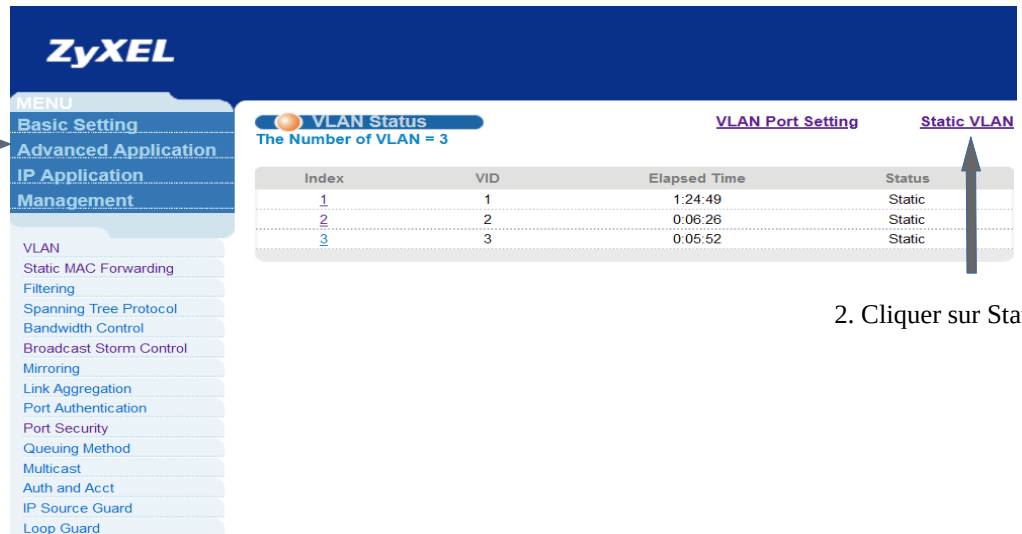 ZyXEL
MENU
Basic Setting
Advanced Application
IP Application
Management
VLAN
Static MAC Forwarding
Filtering
Spanning Tree Protocol
Bandwidth Control
Broadcast Storm Control
Mirroring
Link Aggregation
Port Authentication
Port Security
Queuing Method
Multicast
Auth and Acct
IP Source Guard
Loop Guard
VLAN Status
VLAN Port Setting Static VLAN
The Number of VLAN = 3
Index VID Elapsed Time Status
1 1 1:24:49 Static
2 2 0:06:26 Static
3 3 0:05:52 Static
2. Cliquer sur